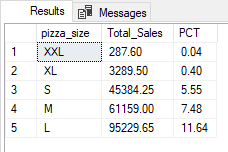 Results Messages
pizza_size Total_Sales PCT
1 XXL 287.60 0.04
2 XL 3289.50 0.40
3 S 45384.25 5.55
4 M 61159.00 7.48
5 L 95229.65 11.64